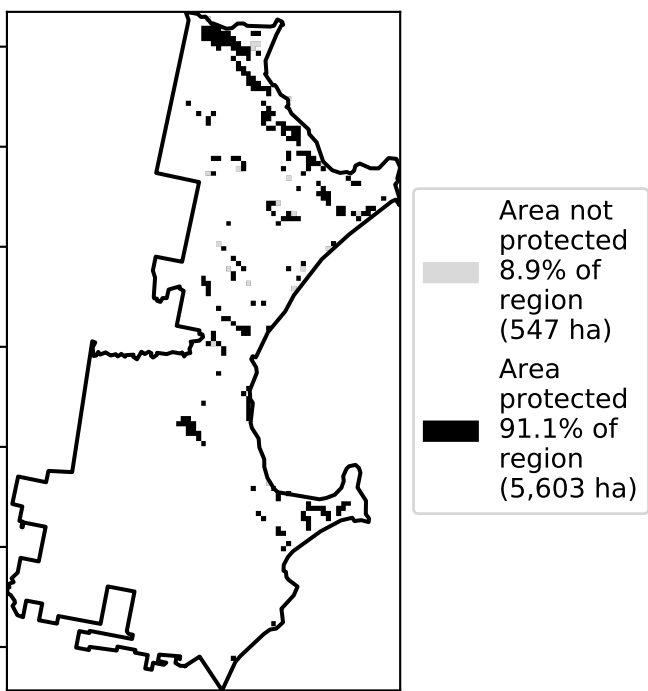 Area not
protected
8.9% of
region
(547 ha)
Area
protected
91.1% of
region
(5,603 ha)